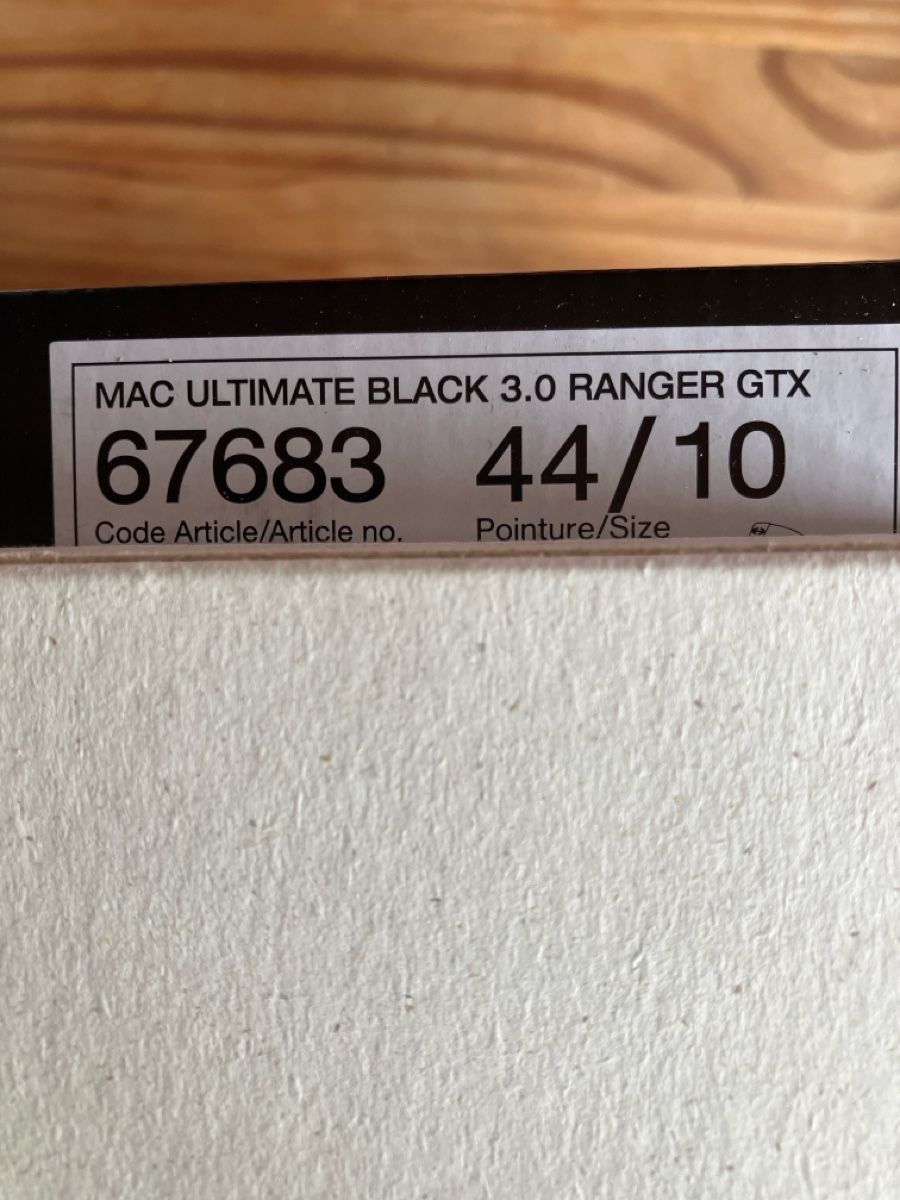 MAC ULTIMATE BLACK 3.0 RANGER GTX
67683 44/10
Code Article/Article no. Pointure/Size